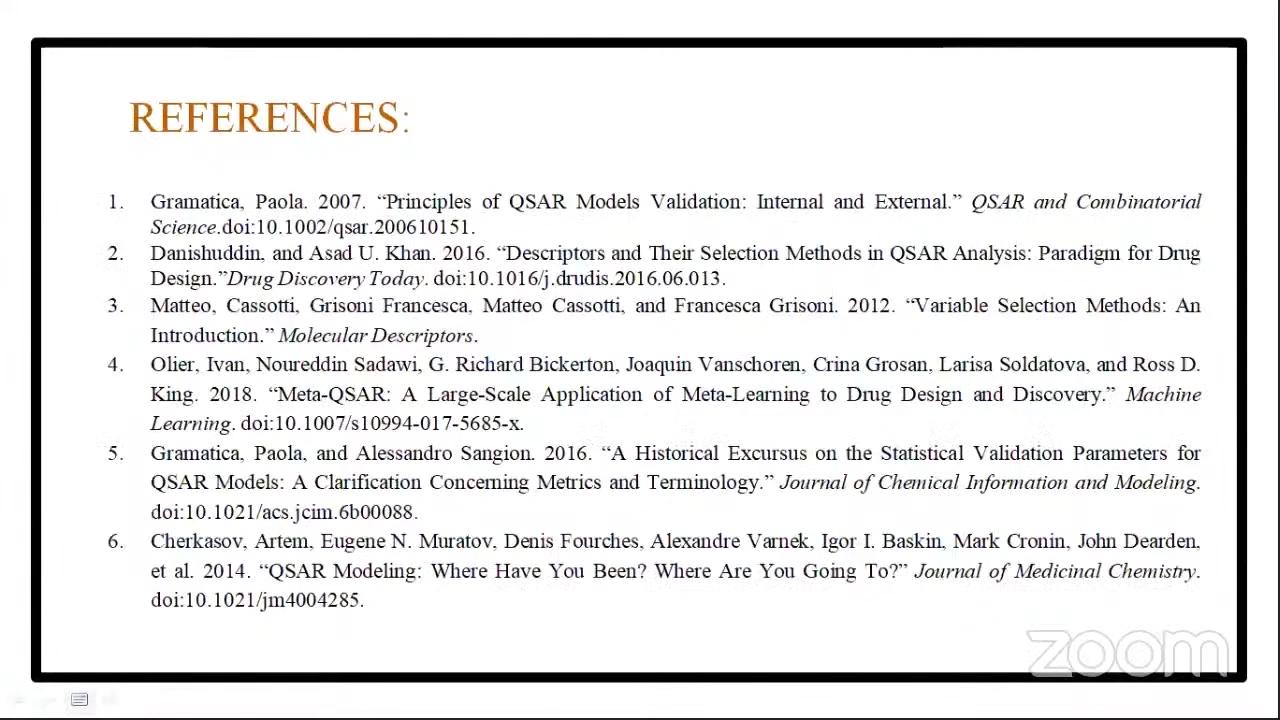 REFERENCES:
1. Gramatica, Paola. 2007. “Principles of QSAR Models Validation: Internal and External.” QSAR and Combinatorial
Science.doi:10.1002/qsar.200610151.
2. Danishuddin, and Asad U. Khan. 2016. “Descriptors and Their Selection Methods in QSAR Analysis: Paradigm for Drug
Design.”Drug Discovery Today. doi:10.1016/j.drudis.2016.06.013.
3. Matteo, Cassotti, Grisoni Francesca, Matteo Cassotti, and Francesca Grisoni. 2012. “Variable Selection Methods: An
Introduction.” Molecular Descriptors.
4. Olier, Ivan, Noureddin Sadawi, G. Richard Bickerton, Joaquin Vanschoren, Crina Grosan, Larisa Soldatova, and Ross D.
King. 2018. “Meta-QSAR: A Large-Scale Application of Meta-Learning to Drug Design and Discovery.” Machine
Learning. doi:10.1007/s10994-017-5685-x.
5. Gramatica, Paola, and Alessandro Sangion. 2016. “A Historical Excursus on the Statistical Validation Parameters for
QSAR Models: A Clarification Concerning Metrics and Terminology.” Journal of Chemical Information and Modeling.
doi:10.1021/acs.jcim.6b00088.
6. Cherkasov, Artem, Eugene N. Muratov, Denis Fourches, Alexandre Varnek, Igor I. Baskin, Mark Cronin, John Dearden,
et al. 2014. “QSAR Modeling: Where Have You Been? Where Are You Going To?” Journal of Medicinal Chemistry.
doi:10.1021/jm4004285.
zoom